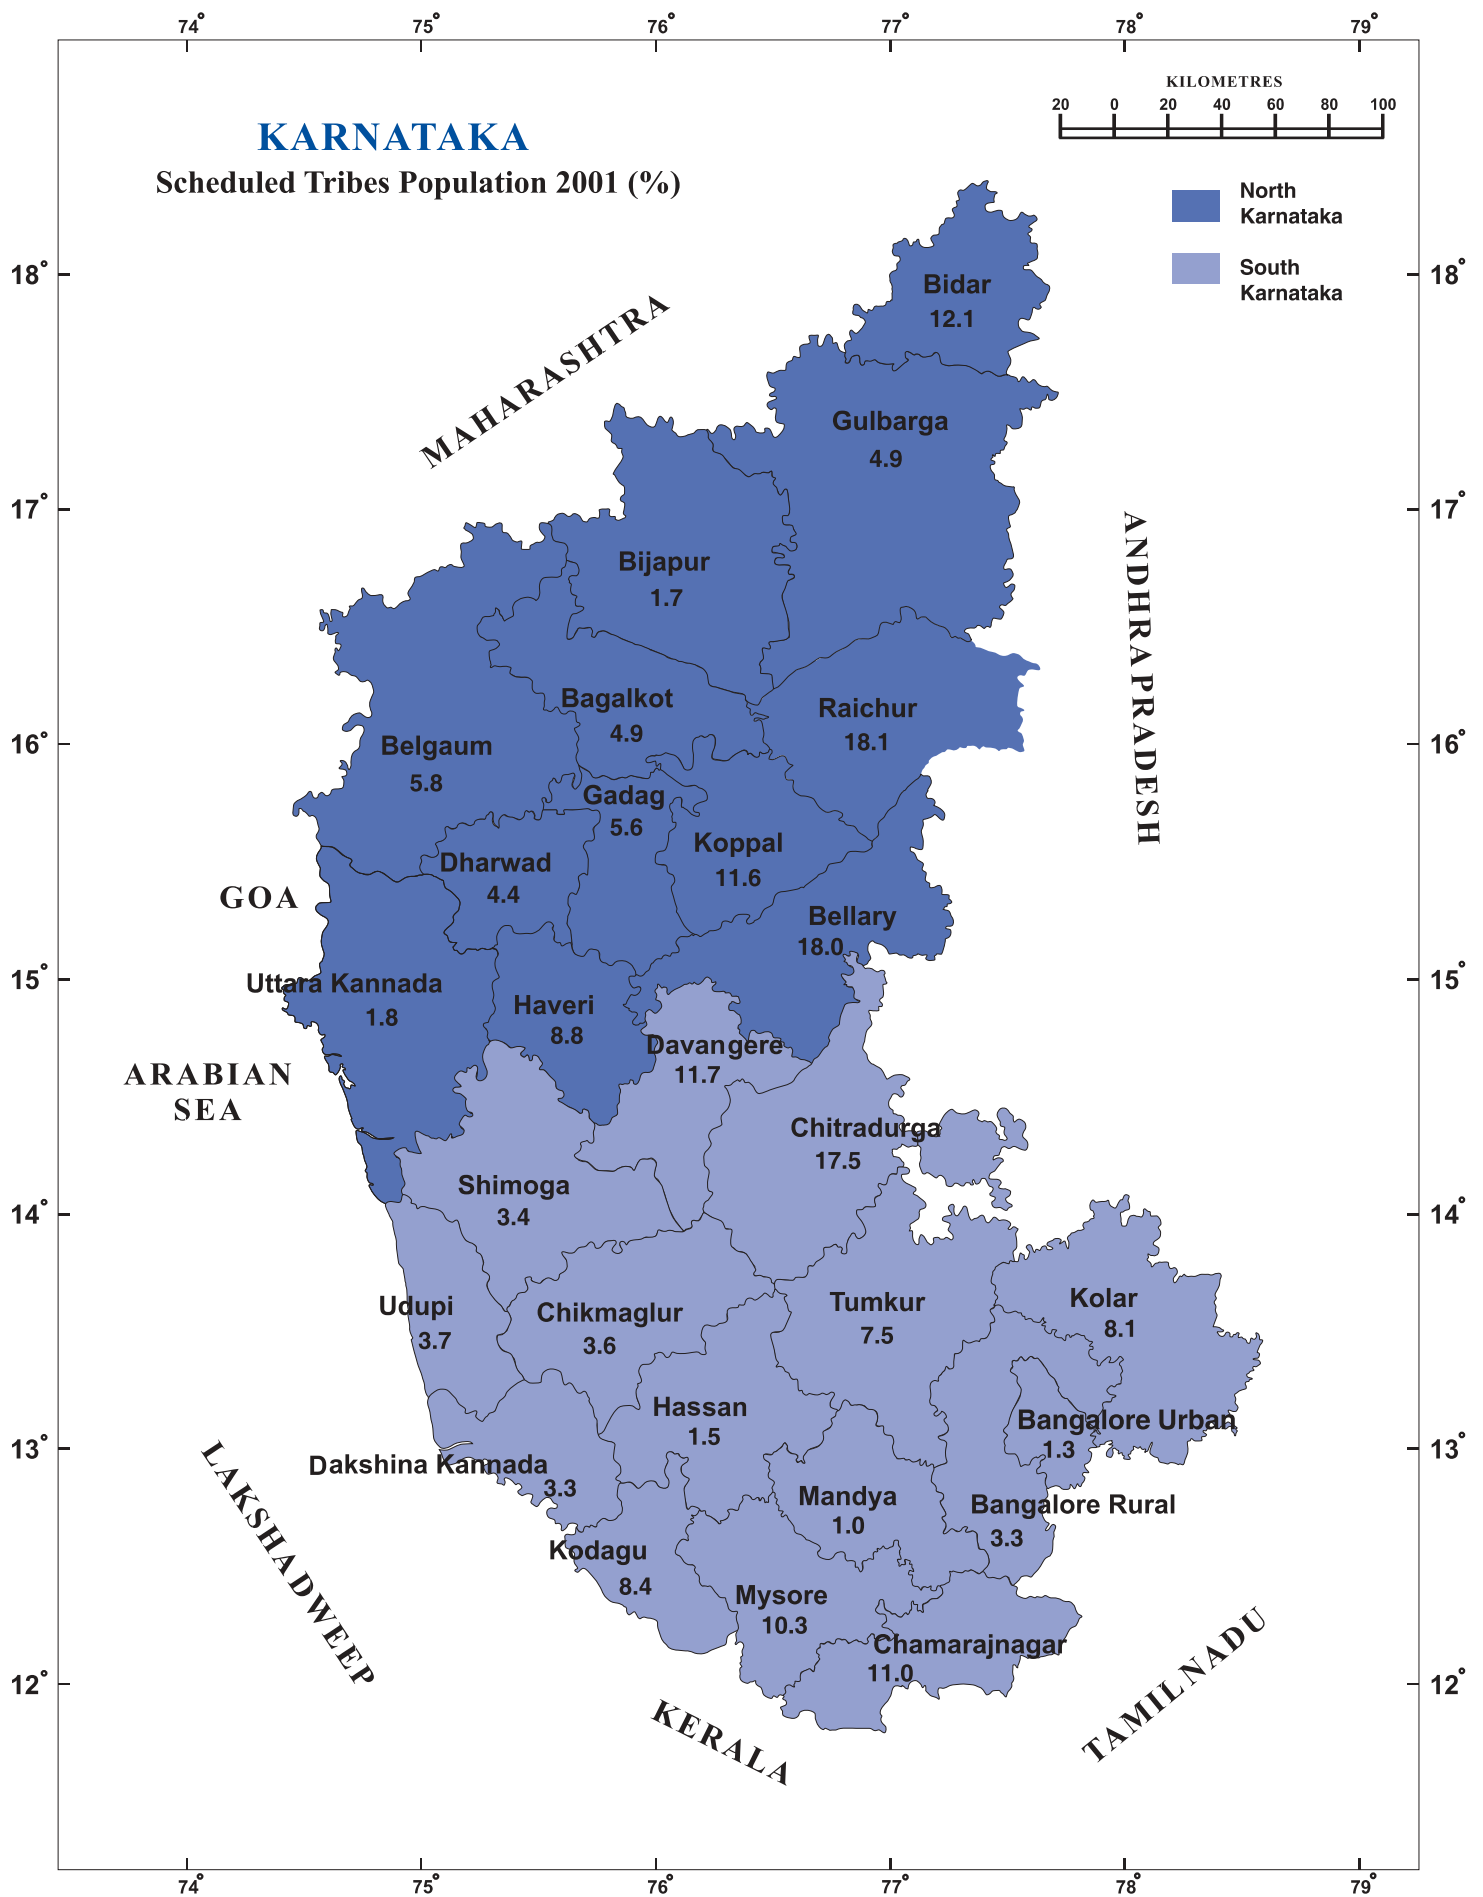 74° 75° 76° 77° 78° 79°
KILOMETRES
20 0 20 40 60 80 100
KARNATAKA
Scheduled Tribes Population 2001 (%)
North
Karnataka
South
Karnataka
18° 18°
17° 17°
16° 16°
15° 15°
14° 14°
13° 13°
12° 12°
MAHARASHTRA
ANDHRA PRADESH
GOA
ARABIAN
SEA
LAKSHADWEEP
KERALA
TAMIL NADU
Bidar
12.1
Gulbarga
4.9
Bijapur
1.7
Bagalkot
4.9
Raichur
18.1
Belgaum
5.8
Gadag
5.6
Koppal
11.6
Dharwad
4.4
Bellary
18.0
Uttara Kannada
1.8
Haveri
8.8
Davangere
11.7
Chitradurga
17.5
Shimoga
3.4
Udupi
3.7
Chikmaglur
3.6
Tumkur
7.5
Kolar
8.1
Hassan
1.5
Bangalore Urban
1.3
Dakshina Kannada
3.3
Mandya
1.0
Bangalore Rural
3.3
Kodagu
8.4
Mysore
10.3
Chamarajnagar
11.0
74° 75° 76° 77° 78° 79°